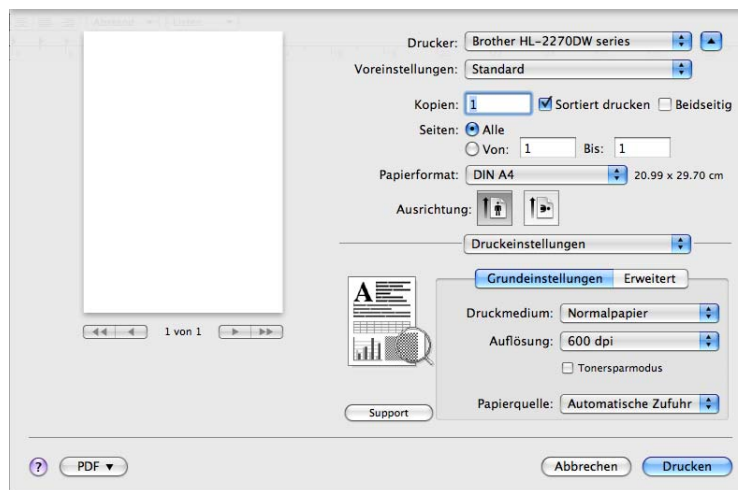 Abstand Listen
Drucker: Brother HL-2270DW series
Voreinstellungen: Standard
Kopien: 1 Sortiert drucken Beidseitig
Seiten: Alle
Von: 1 Bis: 1
Papierformat: DIN A4 20.99 x 29.70 cm
Ausrichtung:
Druckeinstellungen
Grundeinstellungen Erweitert
A
Druckmedium: Normalpapier
1 von 1
Auflösung: 600 dpi
Tonersparmodus
Papierquelle: Automatische Zufuhr
Support
? PDF ▼ Abbrechen Drucken